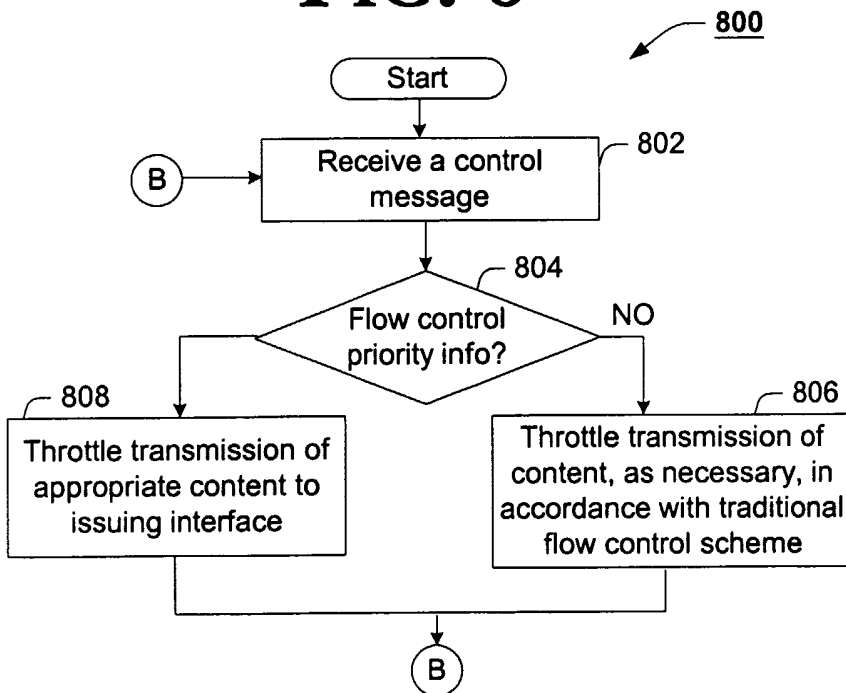 800
Start
B
Receive a control
message
802
804
Flow control
priority info?
NO
808
Throttle transmission of
appropriate content to
issuing interface
806
Throttle transmission of
content, as necessary, in
accordance with traditional
flow control scheme
B